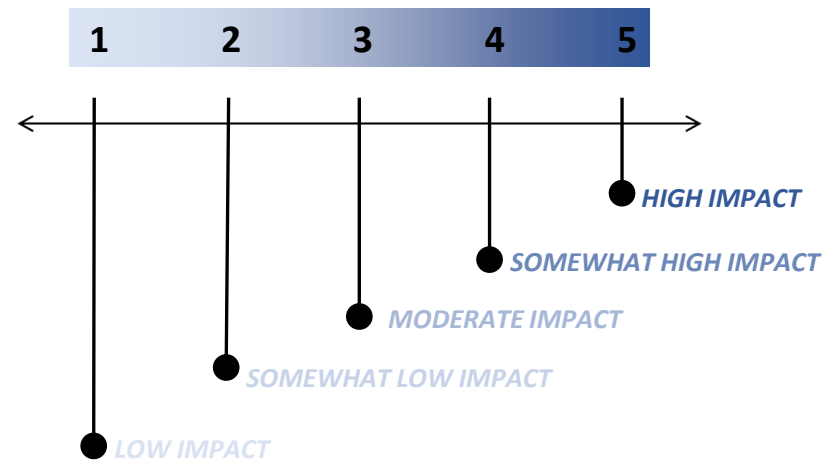 1 2 3 4 5
HIGH IMPACT
SOMEWHAT HIGH IMPACT
MODERATE IMPACT
SOMEWHAT LOW IMPACT
LOW IMPACT